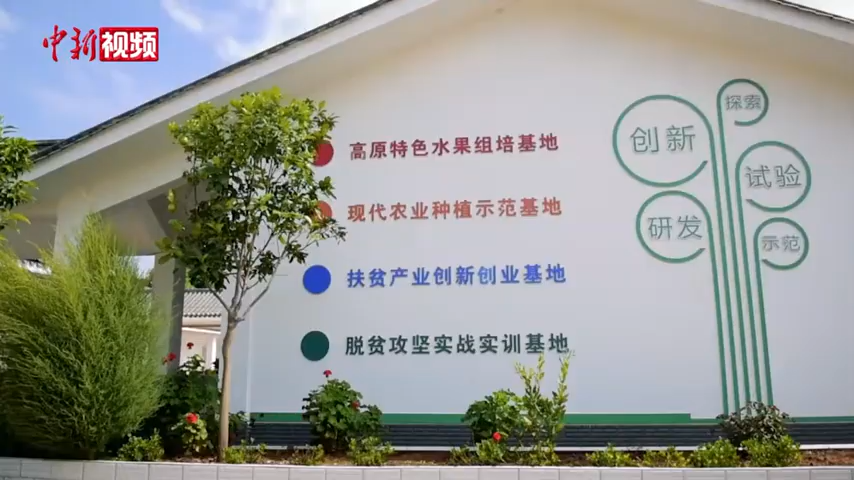 中新视频
高原特色水果组培基地
现代农业种植示范基地
扶贫产业创新创业基地
脱贫攻坚实战实训基地
探索
创新
试验
研发
示范